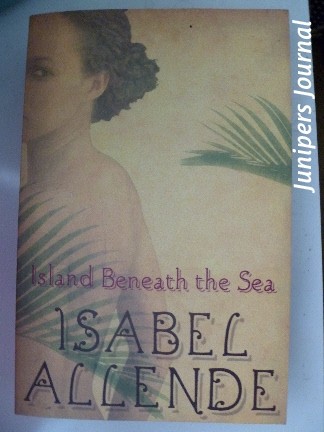 Junipers Journal
Island Beneath the Sea
ISABEL
ALLENDE